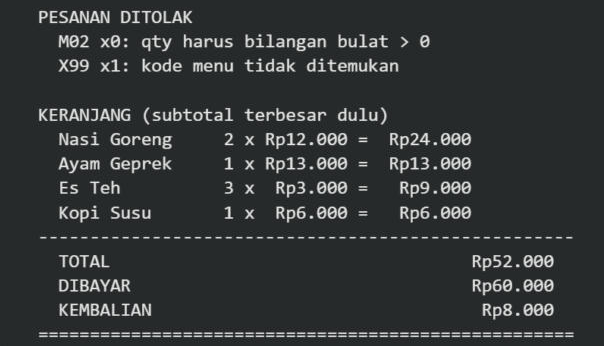 PESANAN DITOLAK
M02 x0: qty harus bilangan bulat > 0
X99 x1: kode menu tidak ditemukan
KERANJANG (subtotal terbesar dulu)
Nasi Goreng 2 x Rp12.000 = Rp24.000
Ayam Geprek 1 x Rp13.000 = Rp13.000
Es Teh 3 x Rp3.000 = Rp9.000
Kopi Susu 1 x Rp6.000 = Rp6.000
----------------------------------------------------
TOTAL Rp52.000
DIBAYAR Rp60.000
KEMBALIAN Rp8.000
====================================================